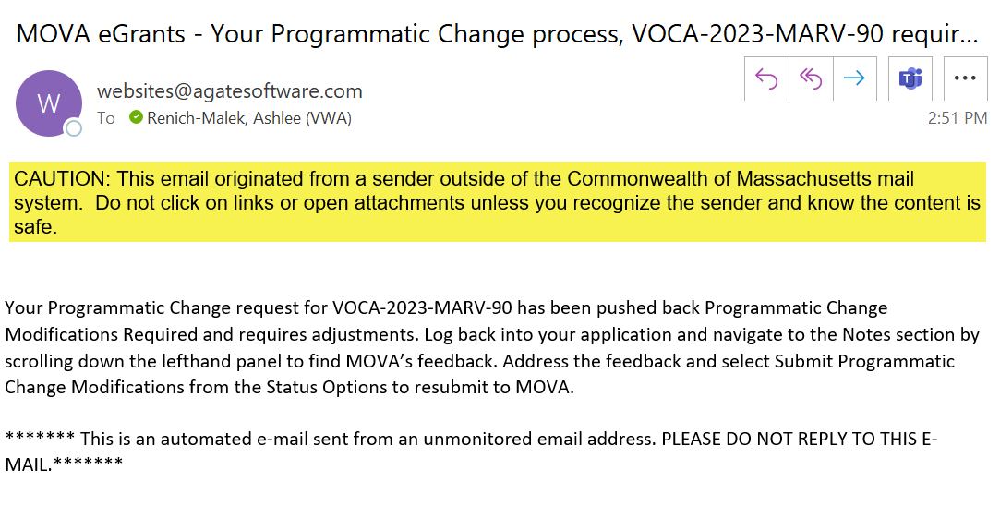 MOVA eGrants - Your Programmatic Change process, VOCA-2023-MARV-90 requir...
W
websites@agatesoftware.com
To Renich-Malek, Ashlee (VWA)
2:51 PM
CAUTION: This email originated from a sender outside of the Commonwealth of Massachusetts mail
system.  Do not click on links or open attachments unless you recognize the sender and know the content is
safe.
Your Programmatic Change request for VOCA-2023-MARV-90 has been pushed back Programmatic Change
Modifications Required and requires adjustments. Log back into your application and navigate to the Notes section by
scrolling down the lefthand panel to find MOVA’s feedback. Address the feedback and select Submit Programmatic
Change Modifications from the Status Options to resubmit to MOVA.
******* This is an automated e-mail sent from an unmonitored email address. PLEASE DO NOT REPLY TO THIS E-
MAIL.*******